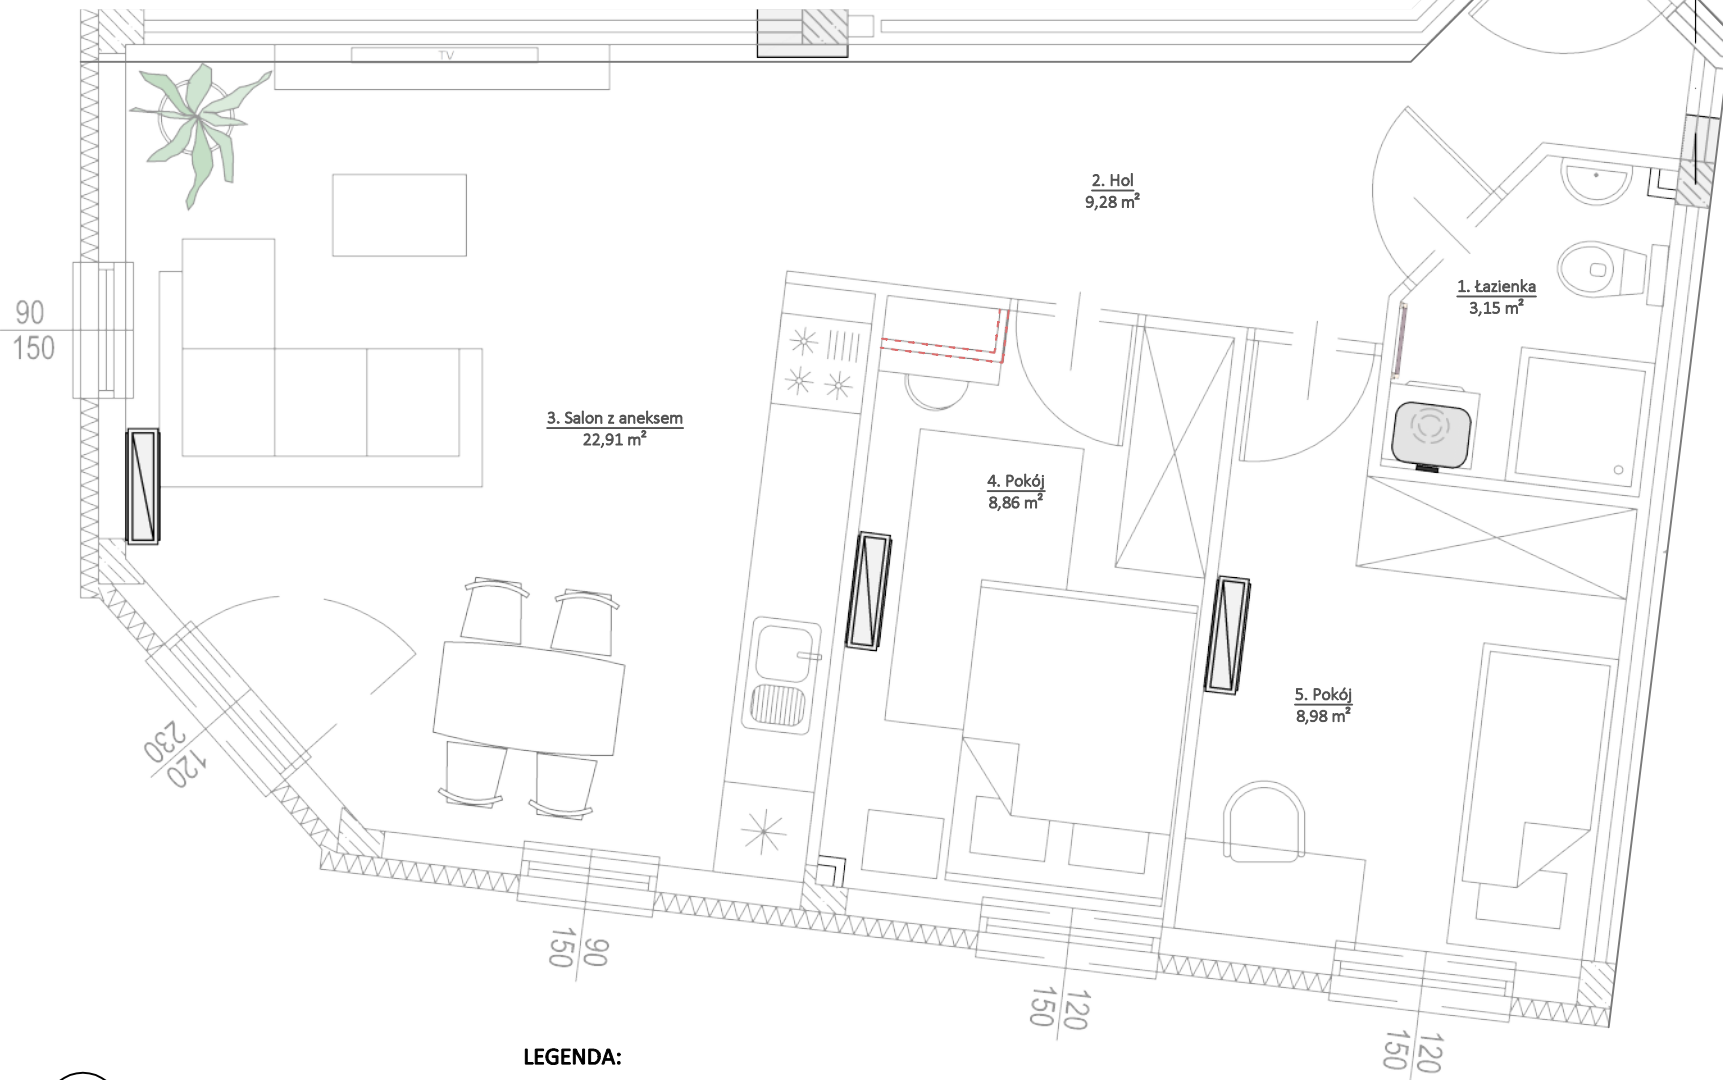 TV
2. Hol
9,28 m²
1. Łazienka
3,15 m²
90
150
3. Salon z aneksem
22,91 m²
4. Pokój
8,86 m²
5. Pokój
8,98 m²
230
120
150
90
150
120
150
120
LEGENDA: